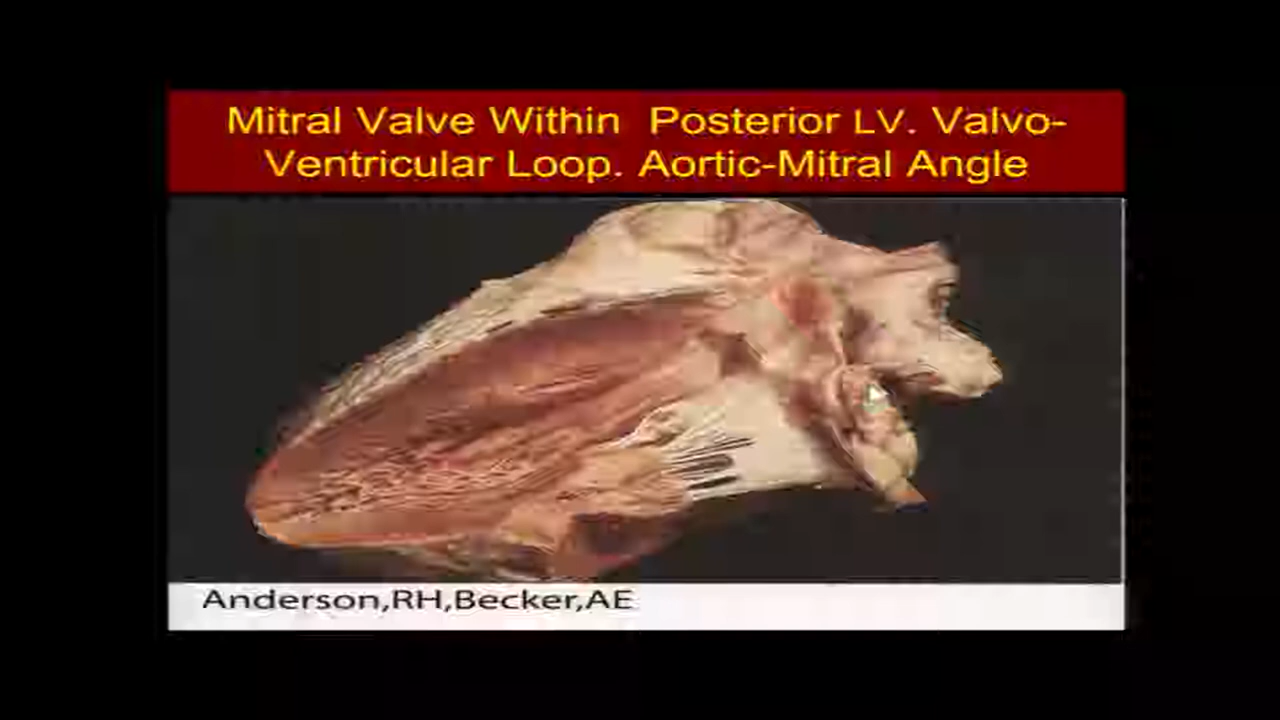 Mitral Valve Within Posterior LV. Valvo-
Ventricular Loop. Aortic-Mitral Angle
Anderson,RH,Becker,AE